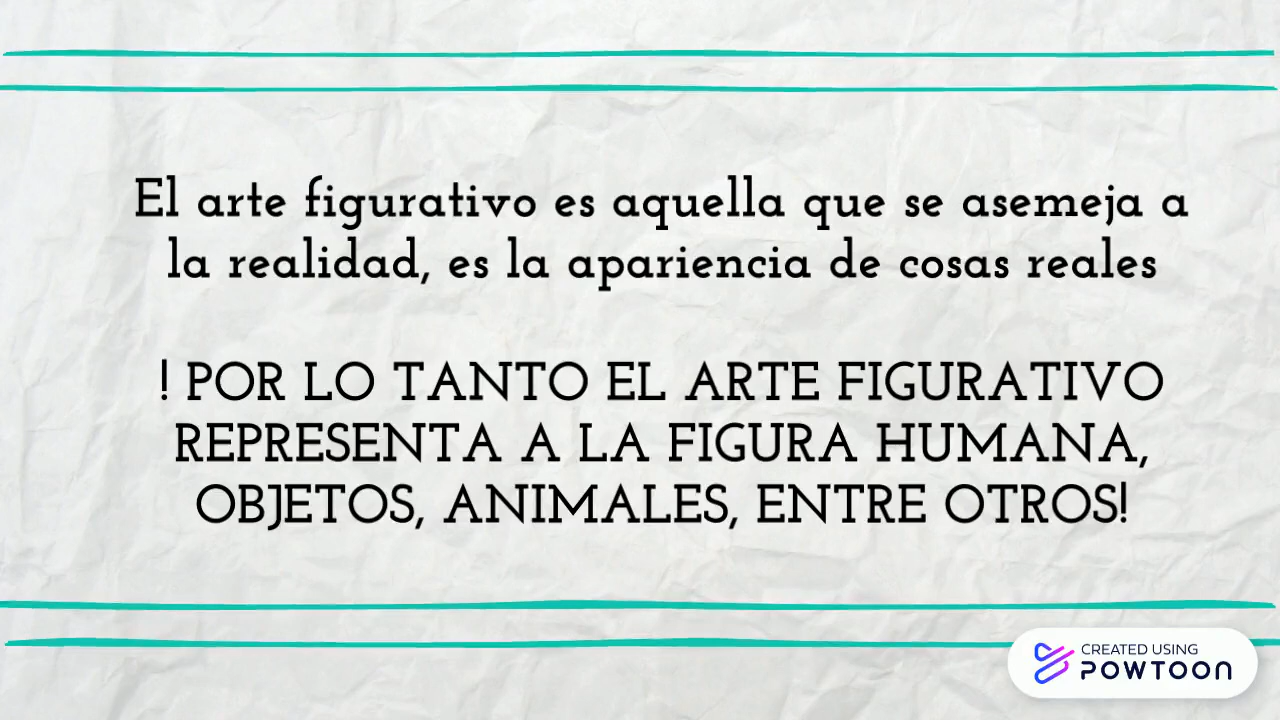 El arte figurativo es aquella que se asemeja a
la realidad, es la apariencia de cosas reales
! POR LO TANTO EL ARTE FIGURATIVO
REPRESENTA A LA FIGURA HUMANA,
OBJETOS, ANIMALES, ENTRE OTROS!
CREATED USING
POWTOON